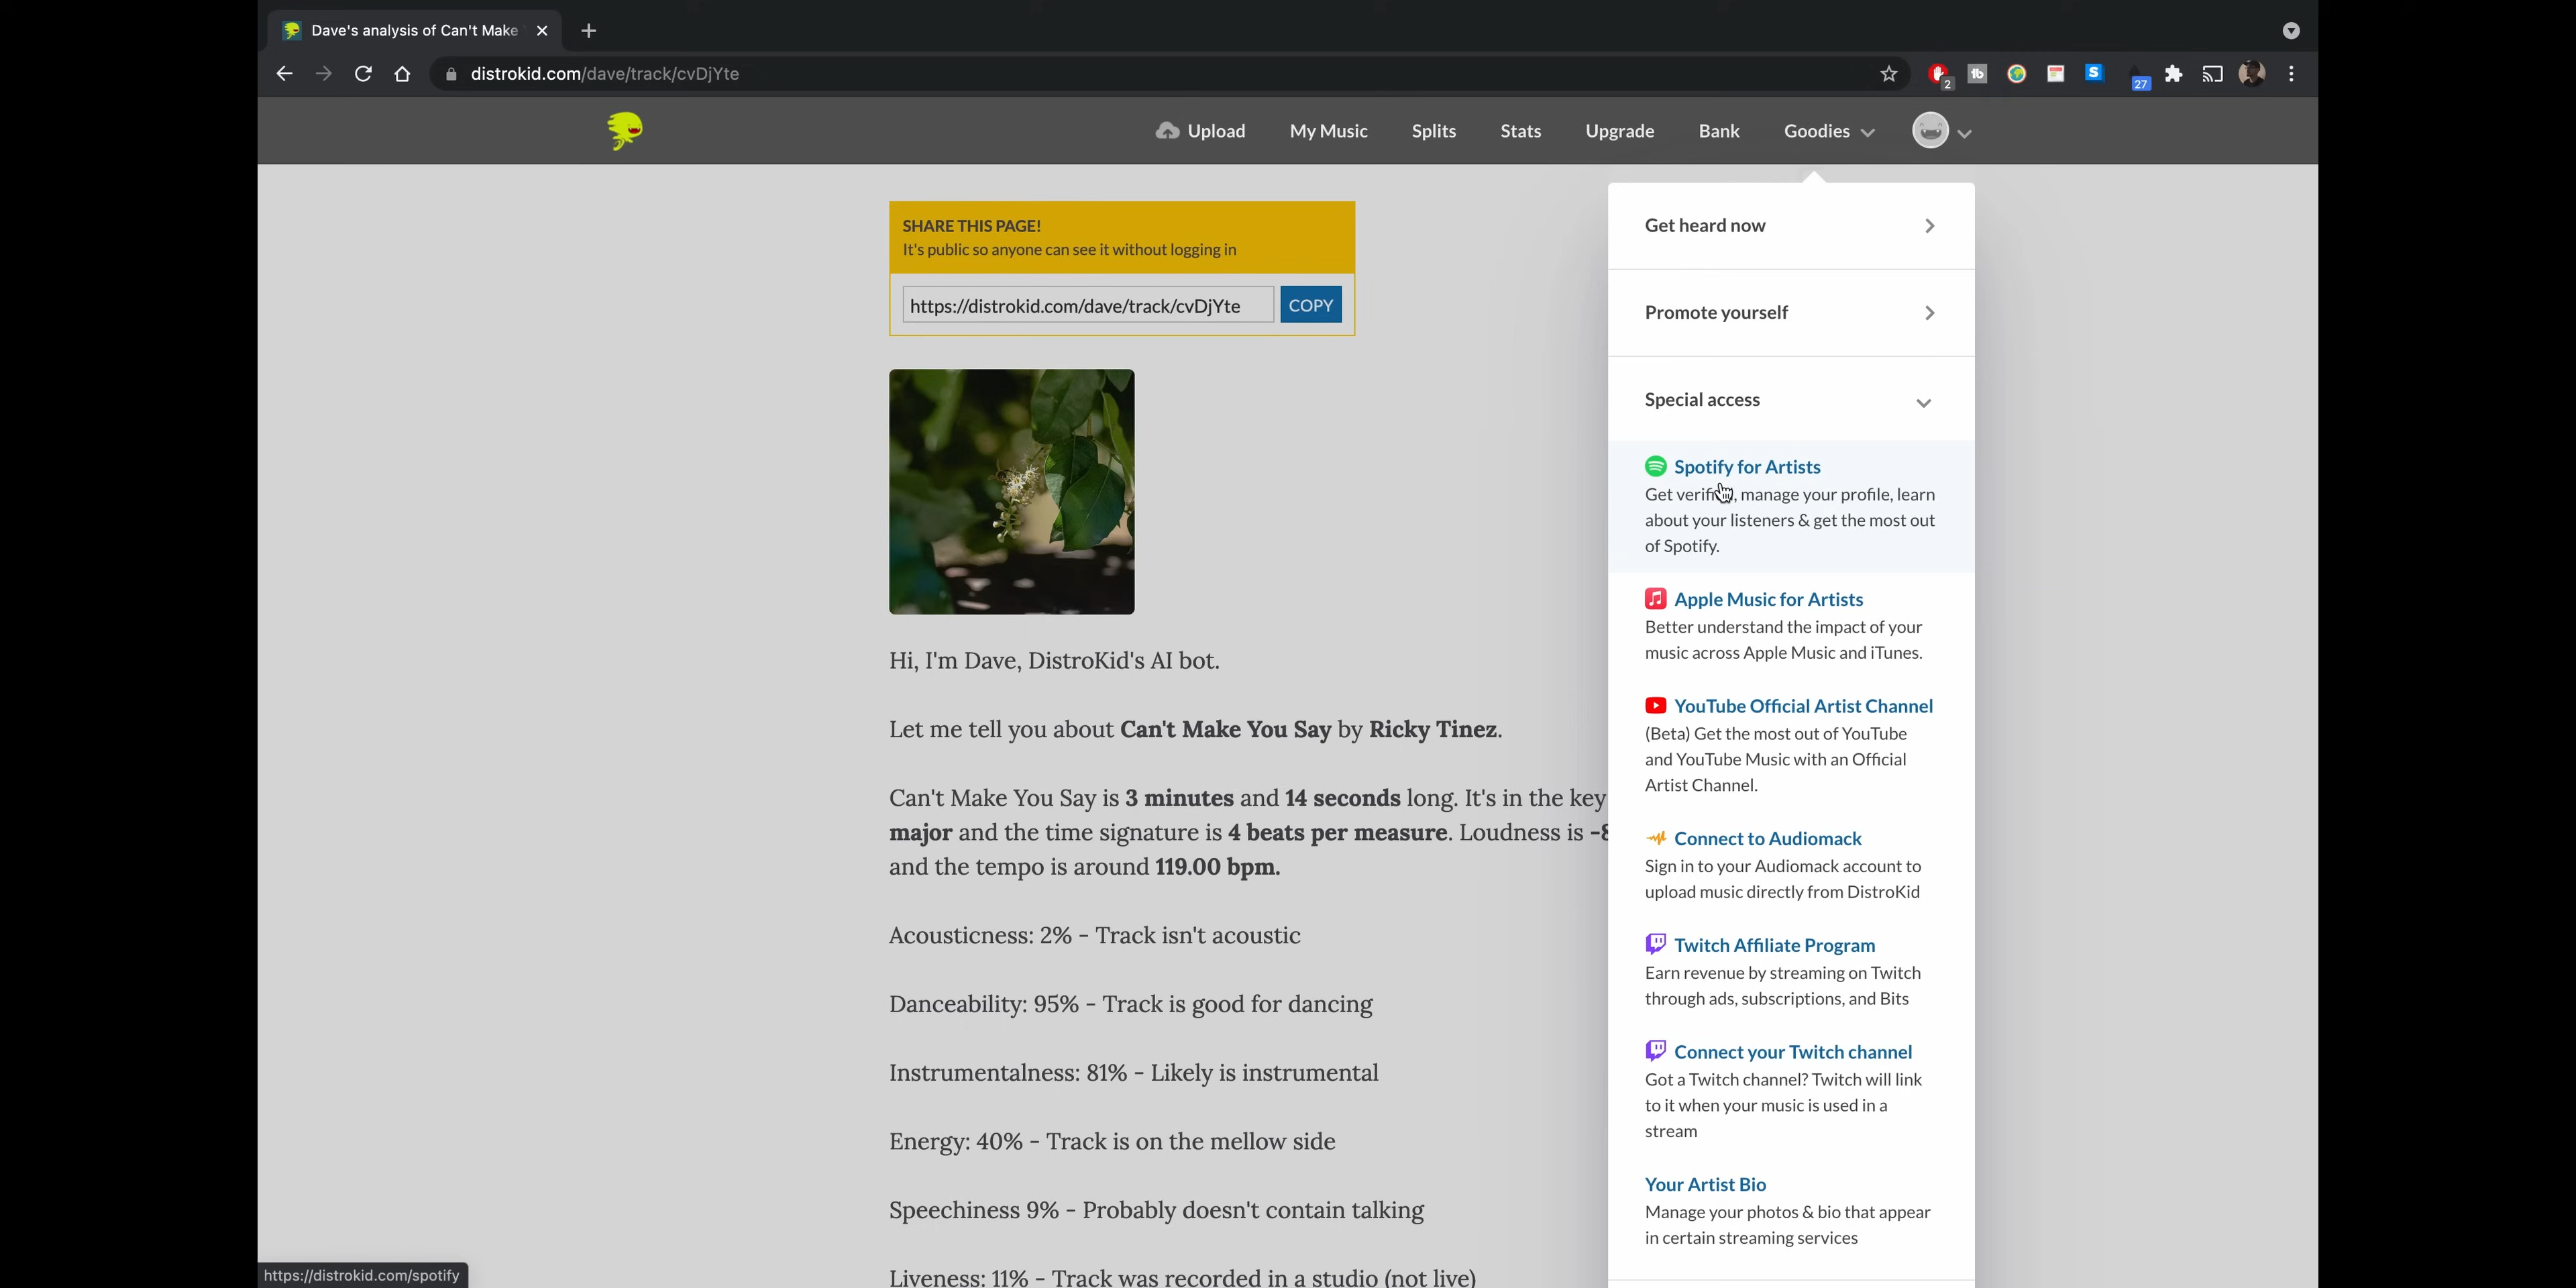 Dave's analysis of Can't Make
distrokid.com/dave/track/cvDjYte
2
tb
S
27
Upload
My Music
Splits
Stats
Upgrade
Bank
Goodies
SHARE THIS PAGE!
It's public so anyone can see it without logging in
https://distrokid.com/dave/track/cvDjYte
COPY
Hi, I'm Dave, DistroKid's AI bot.
Let me tell you about Can't Make You Say by Ricky Tinez.
Can't Make You Say is 3 minutes and 14 seconds long. It's in the key
major and the time signature is 4 beats per measure. Loudness is -8
and the tempo is around 119.00 bpm.
Acousticness: 2% - Track isn't acoustic
Danceability: 95% - Track is good for dancing
Instrumentalness: 81% - Likely is instrumental
Energy: 40% - Track is on the mellow side
Speechiness 9% - Probably doesn't contain talking
Liveness: 11% - Track was recorded in a studio (not live)
Get heard now
Promote yourself
Special access
Spotify for Artists
Get verified, manage your profile, learn
about your listeners & get the most out
of Spotify.
Apple Music for Artists
Better understand the impact of your
music across Apple Music and iTunes.
YouTube Official Artist Channel
(Beta) Get the most out of YouTube
and YouTube Music with an Official
Artist Channel.
Connect to Audiomack
Sign in to your Audiomack account to
upload music directly from DistroKid
Twitch Affiliate Program
Earn revenue by streaming on Twitch
through ads, subscriptions, and Bits
Connect your Twitch channel
Got a Twitch channel? Twitch will link
to it when your music is used in a
stream
Your Artist Bio
Manage your photos & bio that appear
in certain streaming services
https://distrokid.com/spotify